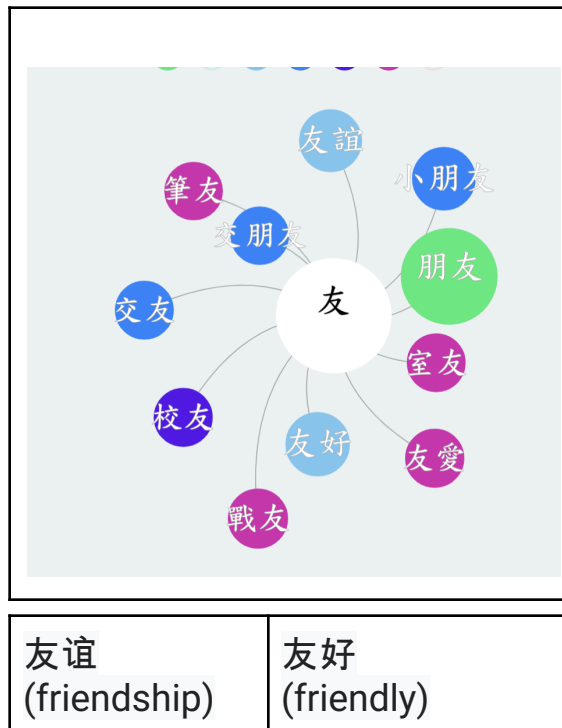 友誼
小朋友
筆友
交朋友
朋友
友
交友
室友
校友
友好
友愛
戰友
友谊
(friendship)
友好
(friendly)